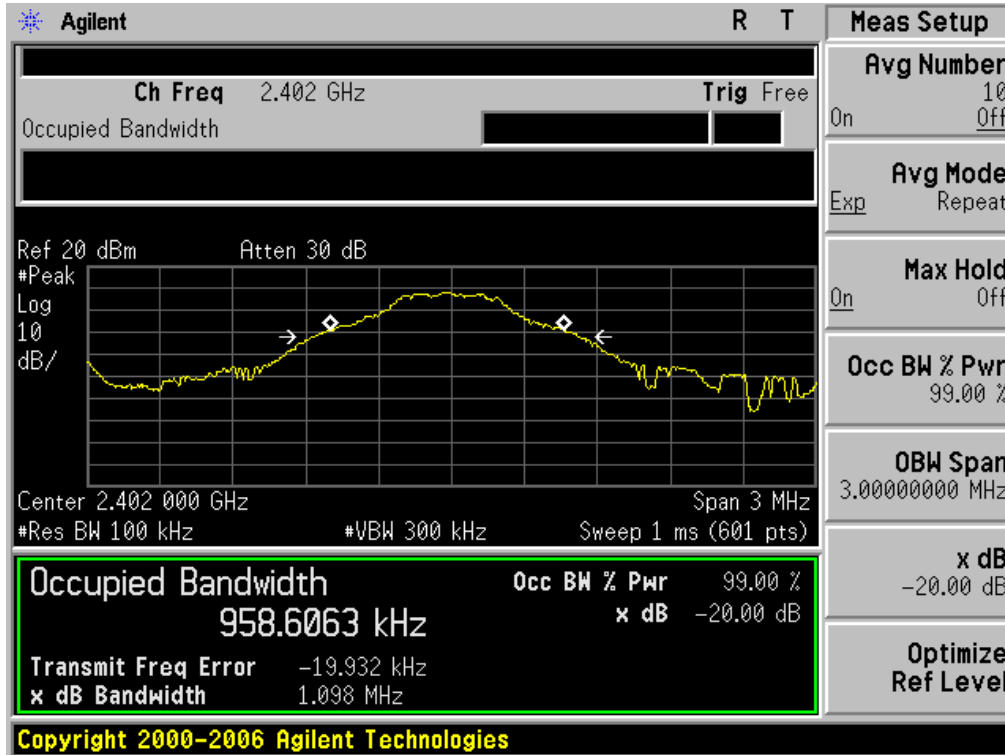 Agilent R T Meas Setup
Avg Number
10
On Off
Ch Freq 2.402 GHz Trig Free
Occupied Bandwidth
Avg Mode
Exp Repeat
Ref 20 dBm Atten 30 dB
#Peak
Log
10
dB/
Max Hold
On Off
Occ BW % Pwr
99.00 %
OBW Span
3.00000000 MHz
Center 2.402 000 GHz Span 3 MHz
#Res BW 100 kHz #VBW 300 kHz Sweep 1 ms (601 pts)
x dB
-20.00 dB
Occupied Bandwidth Occ BW % Pwr 99.00 %
958.6063 kHz x dB -20.00 dB
Transmit Freq Error -19.932 kHz
x dB Bandwidth 1.098 MHz
Optimize
Ref Level
Copyright 2000-2006 Agilent Technologies